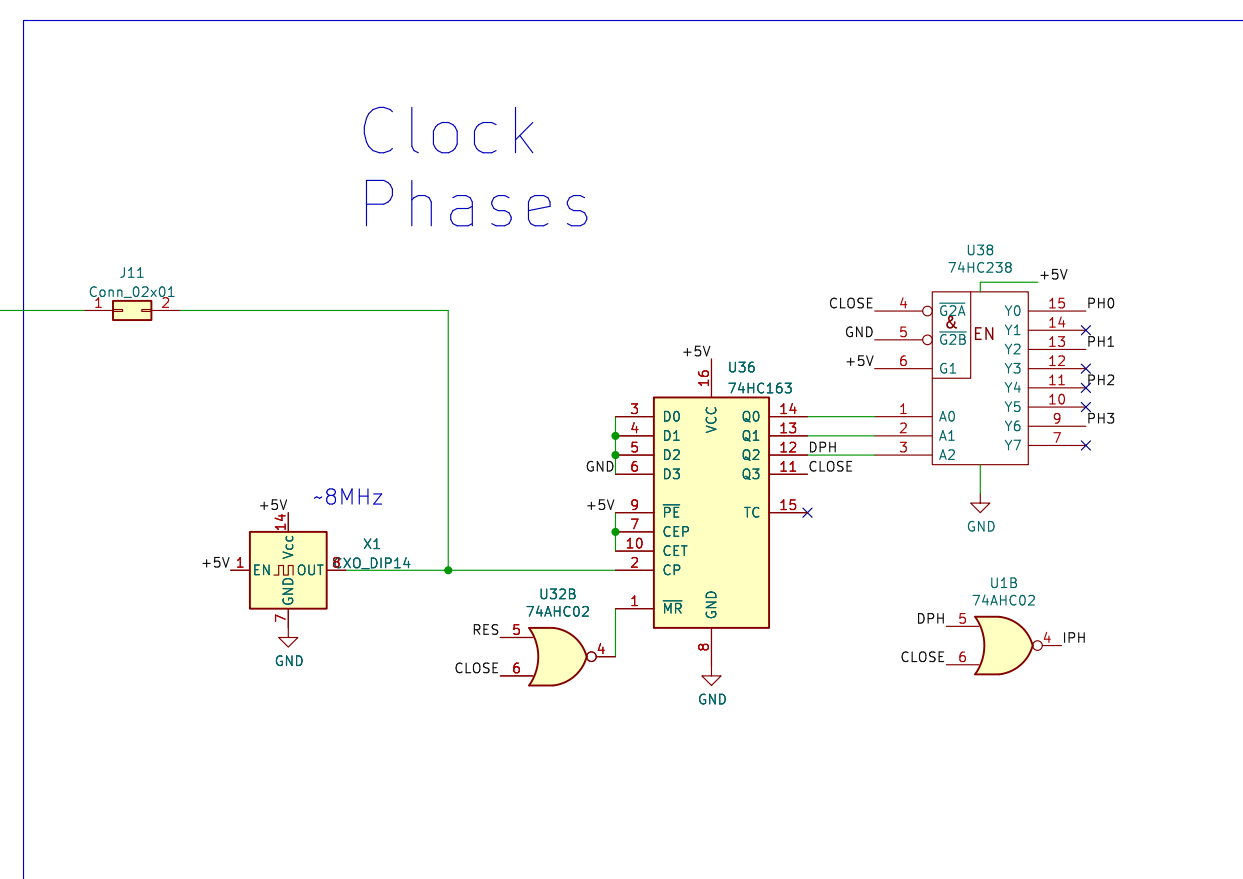 Clock
Phases
J11
Conn_02x01
1 2
~8MHz
+5V
14
X1
CXO_DIP14
+5V 1 EN Vcc GND OUT 8
7
GND
U32B
74AHC02
RES 5
CLOSE 6
4
+5V
16
U36
74HC163
VCC
3 D0 Q0 14
4 D1 Q1 13
5 D2 Q2 12 DPH
GND 6 D3 Q3 11 CLOSE
+5V 9 PE TC 15
7 CEP
10 CET
2 CP
1 MR GND
8
GND
U38
74HC238
+5V
CLOSE 4 G2A Y0 15 PH0
& EN
Y1 14
GND 5 G2B Y2 13 PH1
+5V 6 G1 Y3 12
Y4 11 PH2
Y5 10
1 A0 Y6 9 PH3
2 A1 Y7 7
3 A2
GND
U1B
74AHC02
DPH 5
CLOSE 6
4 IPH